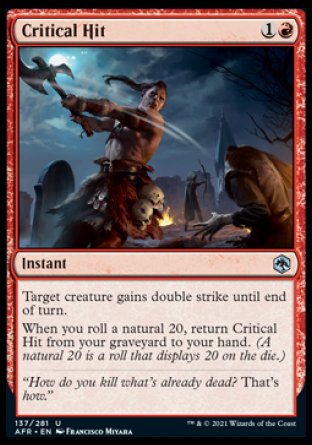 Critical Hit 1
Instant
Target creature gains double strike until end
of turn.
When you roll a natural 20, return Critical
Hit from your graveyard to your hand. (A
natural 20 is a roll that displays 20 on the die.)
“How do you kill what’s already dead? That’s
how.”
137/281 U
AFR • EN Francisco Miyara ™ & © 2021 Wizards of the Coast